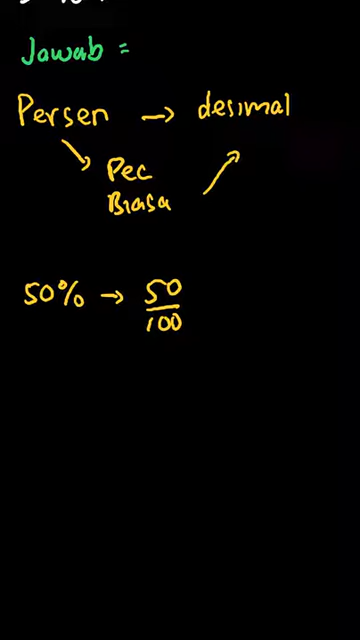 Jawab =
Persen → desimal
Pec
Biasa
50% → 50/100